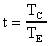 t = T_C / T_E